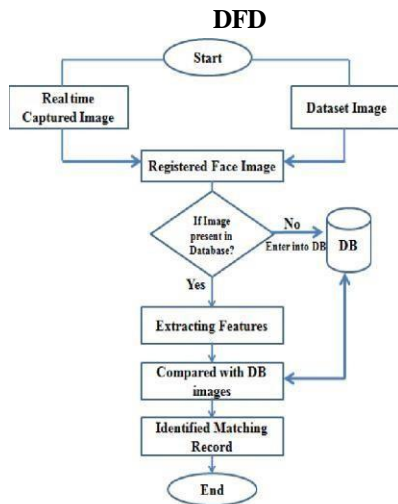 DFD
Start
Real time
Captured Image
Dataset Image
Registered Face Image
If Image
present in
Database?
No
Enter into DB
DB
Yes
Extracting Features
Compared with DB
images
Identified Matching
Record
End